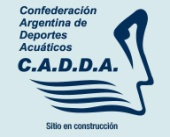 Confederación
Argentina de
Deportes
Acuáticos
C.A.D.D.A.
Sitio en construcción